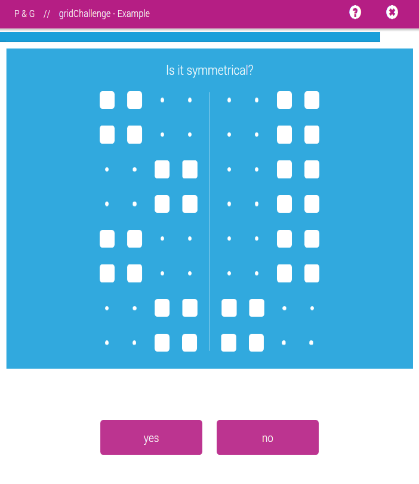 P & G // gridChallenge - Example
Is it symmetrical?
yes
no